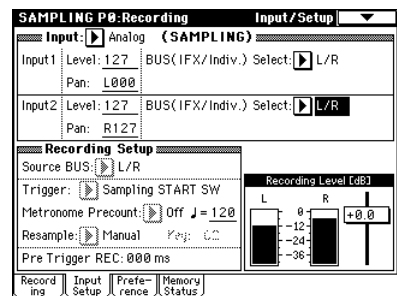 SAMPLING P0:Recording Input/Setup
Input: Analog (SAMPLING)
Input1 Level: 127 BUS(IFX/Indiv.) Select: L/R
Pan: L000
Input2 Level: 127 BUS(IFX/Indiv.) Select: L/R
Pan: R127
Recording Setup
Source BUS: L/R
Trigger: Sampling START SW
Metronome Precount: Off ♩= 120
Resample: Manual Key: C2
Pre Trigger REC: 000 ms
Recording Level [dB]
L R
0
+0.0
-12
-24
-36
Record
ing
Input
Setup
Prefe-
rence
Memory
Status